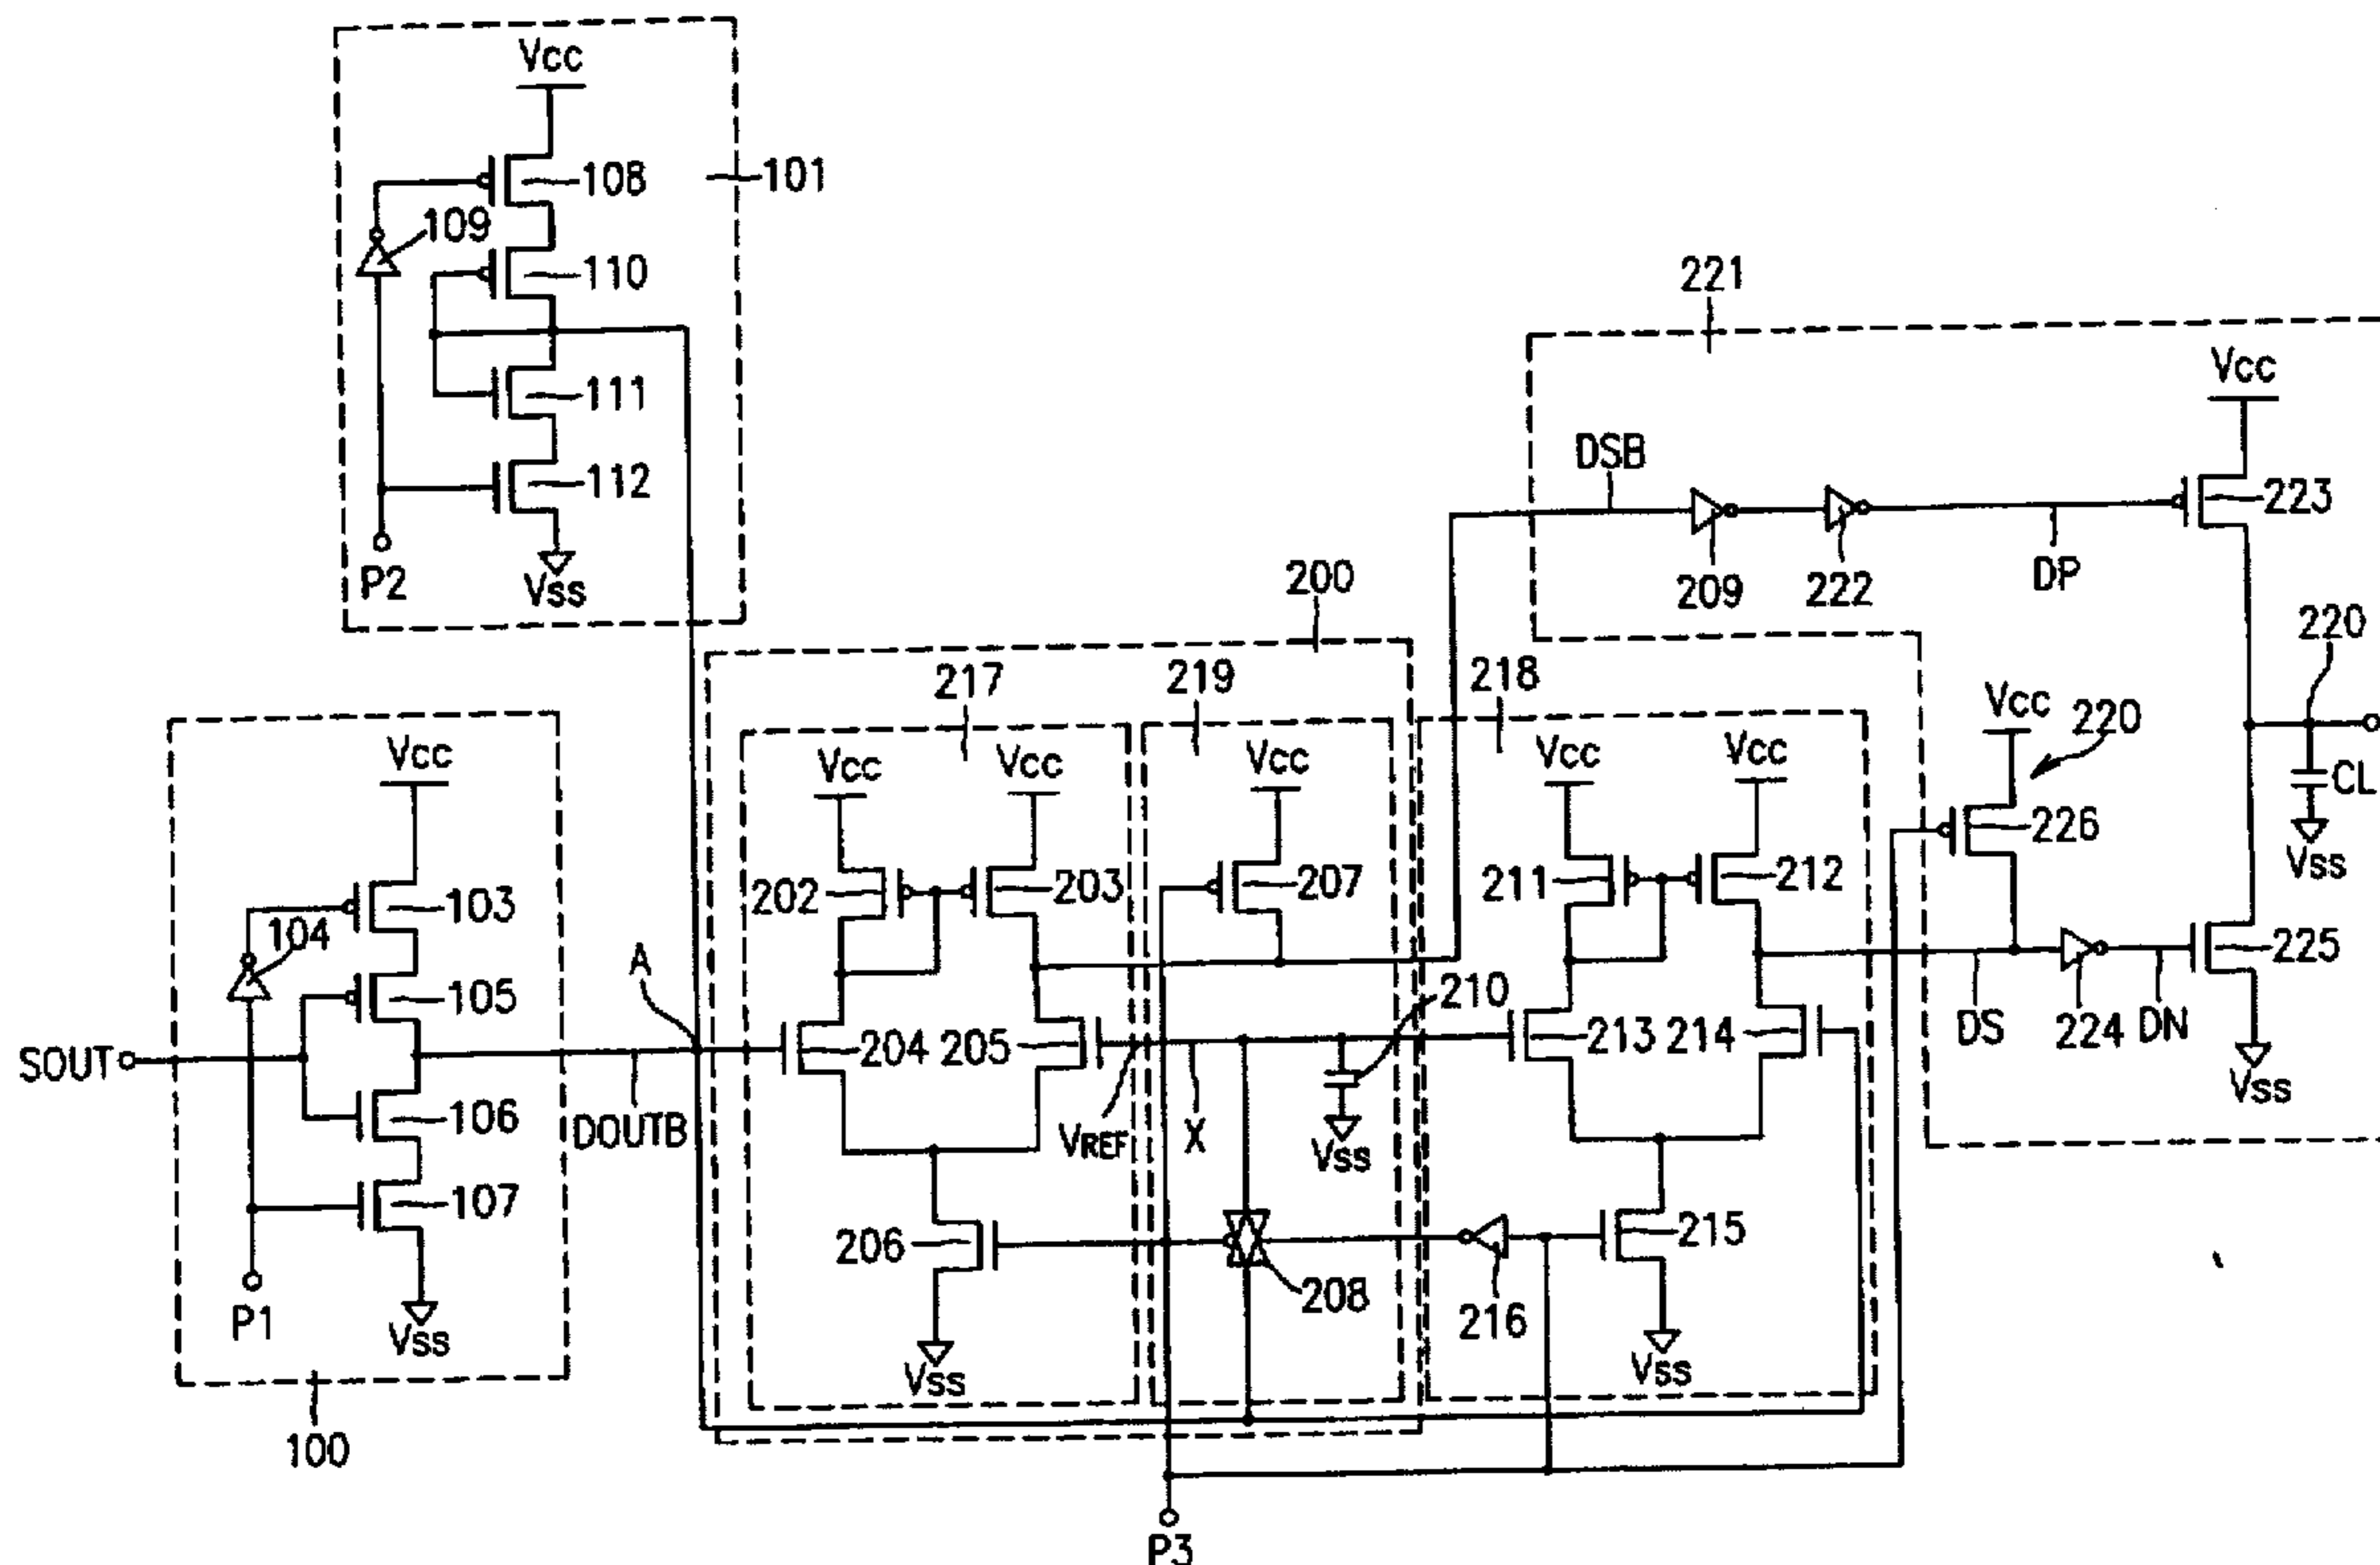 Vcc
108
101
109
110
111
112
P2
Vss
221
Vcc
DSB
223
209
222
DP
200
220
217
219
218
Vcc
220
Vcc
Vcc
Vcc
Vcc
Vcc
Vcc
CL
226
Vss
202
203
207
211
212
103
104
225
A
210
105
SOUT
204
205
213
214
DS
224
DN
106
DOUTB
VREF
X
Vss
Vss
107
206
215
208
216
P1
Vss
Vss
Vss
100
P3